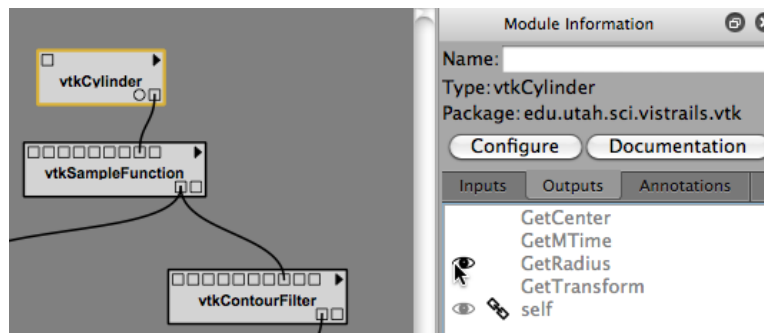 vtkCylinder
vtkSampleFunction
vtkContourFilter
Module Information
Name:
Type: vtkCylinder
Package: edu.utah.sci.vistrails.vtk
Configure Documentation
Inputs Outputs Annotations
GetCenter
GetMTime
GetRadius
GetTransform
self